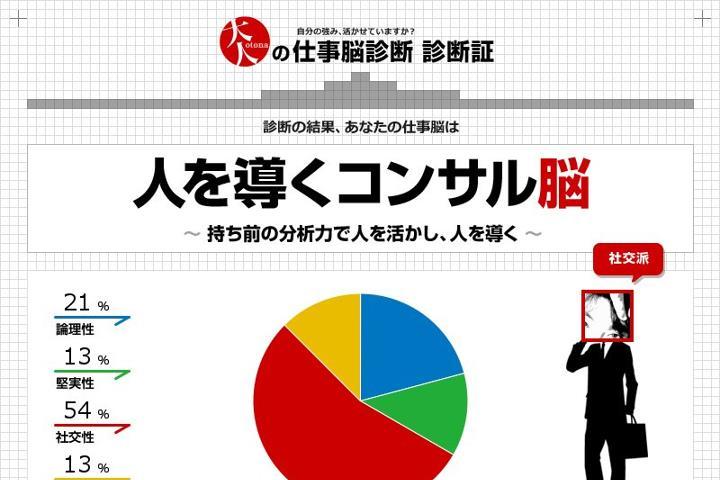 自分の強み、活かせていますか？
大人
otona
の仕事脳診断 診断証
診断の結果、あなたの仕事脳は
人を導くコンサル脳
～ 持ち前の分析力で人を活かし、人を導く ～
社交派
21 %
論理性
13 %
堅実性
54 %
社交性
13 %